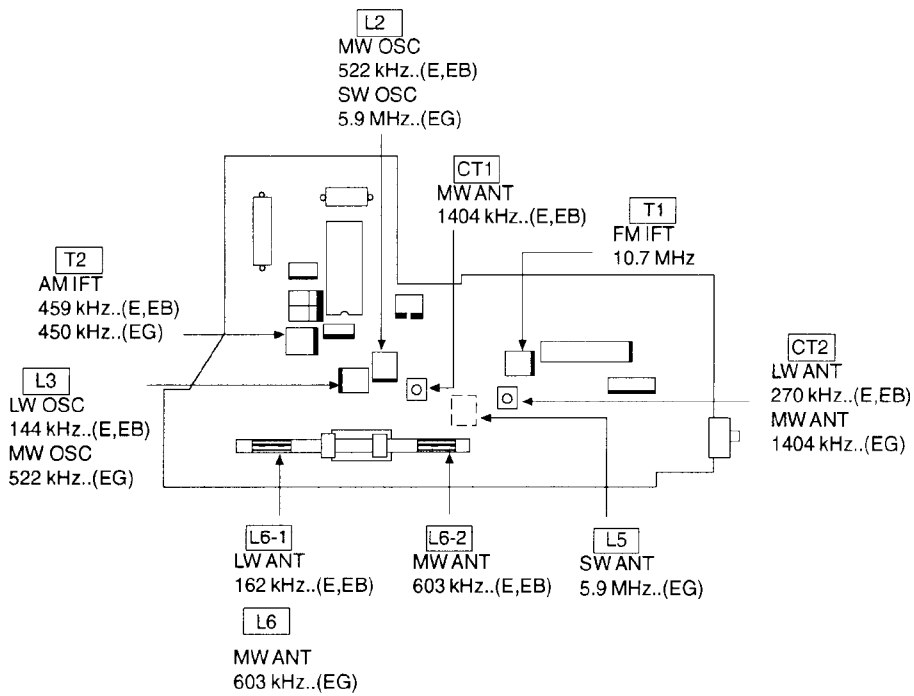 L2
MW OSC
522 kHz..(E,EB)
SW OSC
5.9 MHz..(EG)
CT1
MW ANT
1404 kHz..(E,EB)
T1
FM IFT
10.7 MHz
T2
AM IFT
459 kHz..(E,EB)
450 kHz..(EG)
CT2
LW ANT
270 kHz..(E,EB)
MW ANT
1404 kHz..(EG)
L3
LW OSC
144 kHz..(E,EB)
MW OSC
522 kHz..(EG)
L6-1
LW ANT
162 kHz..(E,EB)
L6-2
MW ANT
603 kHz..(E,EB)
L5
SW ANT
5.9 MHz..(EG)
L6
MW ANT
603 kHz..(EG)